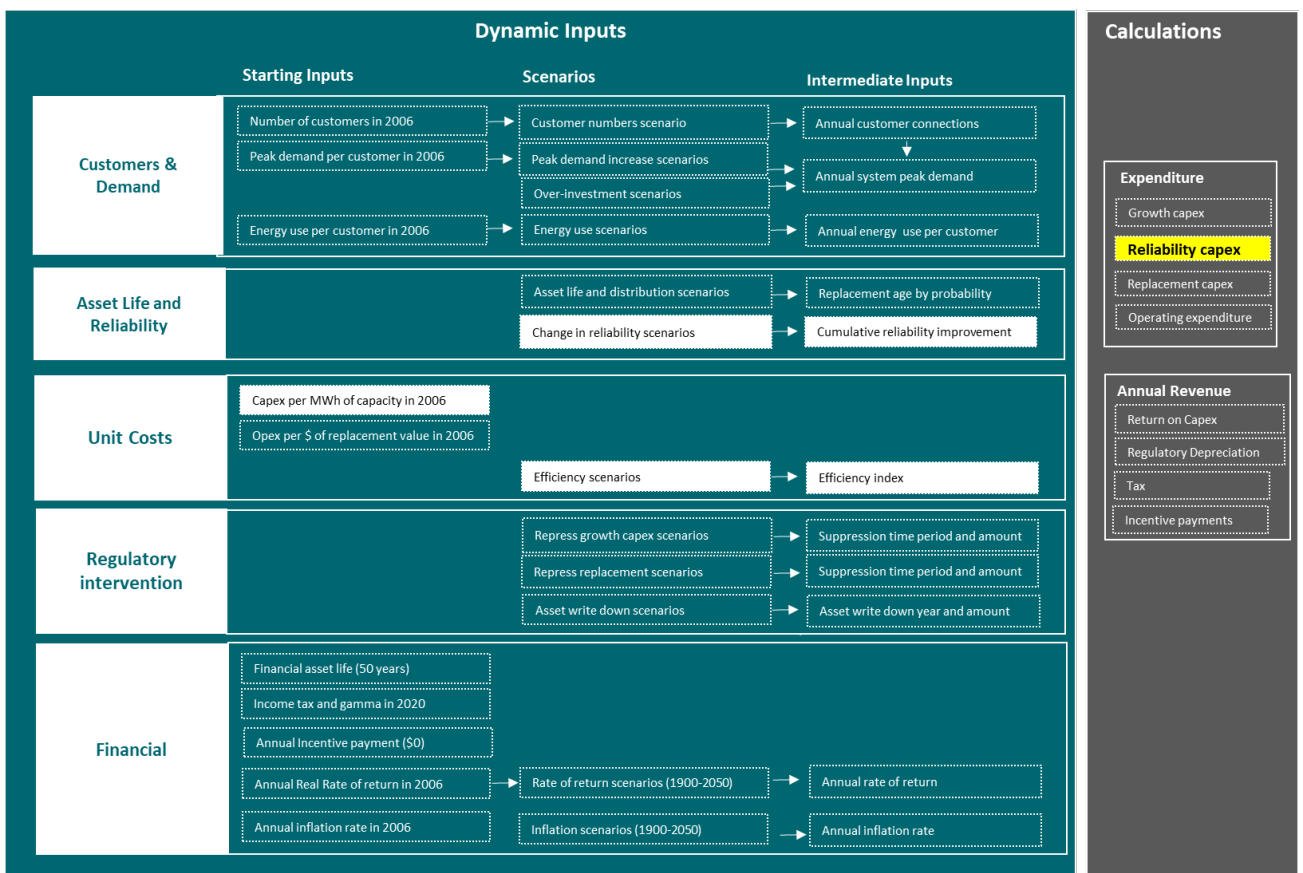 Dynamic Inputs
Starting Inputs
Scenarios
Intermediate Inputs
Customers &
Demand
Number of customers in 2006
Customer numbers scenario
Annual customer connections
Peak demand per customer in 2006
Peak demand increase scenarios
Annual system peak demand
Over-investment scenarios
Energy use per customer in 2006
Energy use scenarios
Annual energy use per customer
Asset Life and
Reliability
Asset life and distribution scenarios
Replacement age by probability
Change in reliability scenarios
Cumulative reliability improvement
Unit Costs
Capex per MWh of capacity in 2006
Opex per $ of replacement value in 2006
Efficiency scenarios
Efficiency index
Regulatory
intervention
Repress growth capex scenarios
Suppression time period and amount
Repress replacement scenarios
Suppression time period and amount
Asset write down scenarios
Asset write down year and amount
Financial
Financial asset life (50 years)
Income tax and gamma in 2020
Annual Incentive payment ($0)
Annual Real Rate of return in 2006
Rate of return scenarios (1900-2050)
Annual rate of return
Annual inflation rate in 2006
Inflation scenarios (1900-2050)
Annual inflation rate
Calculations
Expenditure
Growth capex
Reliability capex
Replacement capex
Operating expenditure
Annual Revenue
Return on Capex
Regulatory Depreciation
Tax
Incentive payments